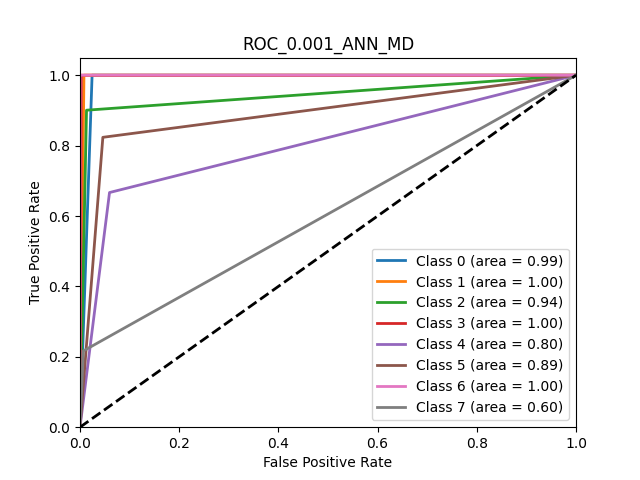 ROC_0.001_ANN_MD
True Positive Rate
1.0
0.8
0.6
0.4
0.2
0.0
Class 0 (area = 0.99)
Class 1 (area = 1.00)
Class 2 (area = 0.94)
Class 3 (area = 1.00)
Class 4 (area = 0.80)
Class 5 (area = 0.89)
Class 6 (area = 1.00)
Class 7 (area = 0.60)
0.0 0.2 0.4 0.6 0.8 1.0
False Positive Rate